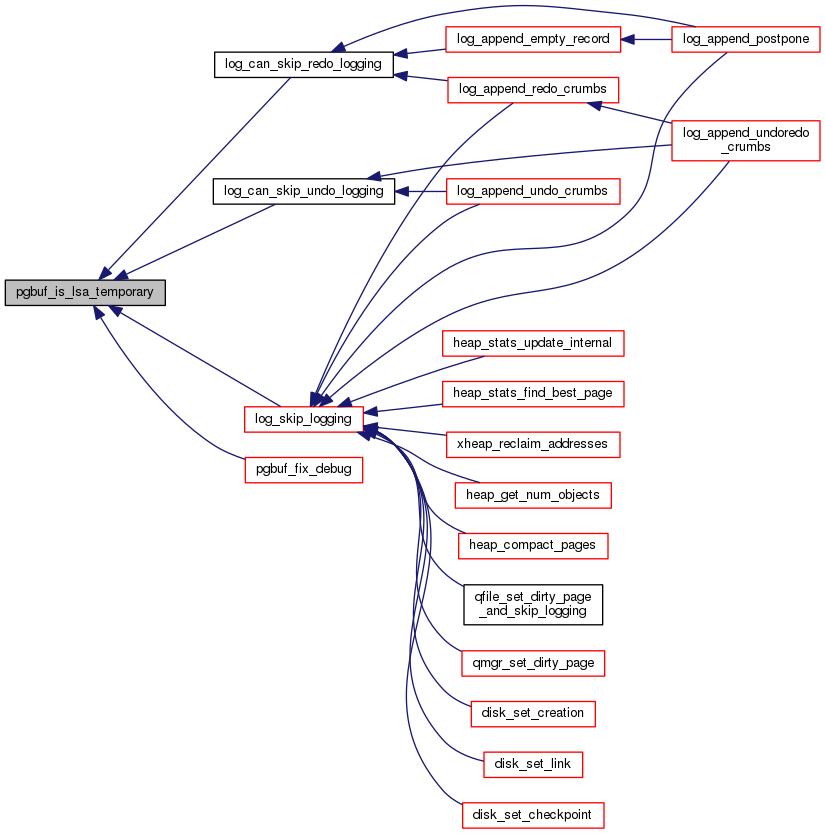 log_append_empty_record
log_append_postpone
log_can_skip_redo_logging
log_append_redo_crumbs
log_append_undoredo
_crumbs
log_can_skip_undo_logging
log_append_undo_crumbs
pgbuf_is_lsa_temporary
heap_stats_update_internal
heap_stats_find_best_page
log_skip_logging
xheap_reclaim_addresses
pgbuf_fix_debug
heap_get_num_objects
heap_compact_pages
qfile_set_dirty_page
_and_skip_logging
qmgr_set_dirty_page
disk_set_creation
disk_set_link
disk_set_checkpoint